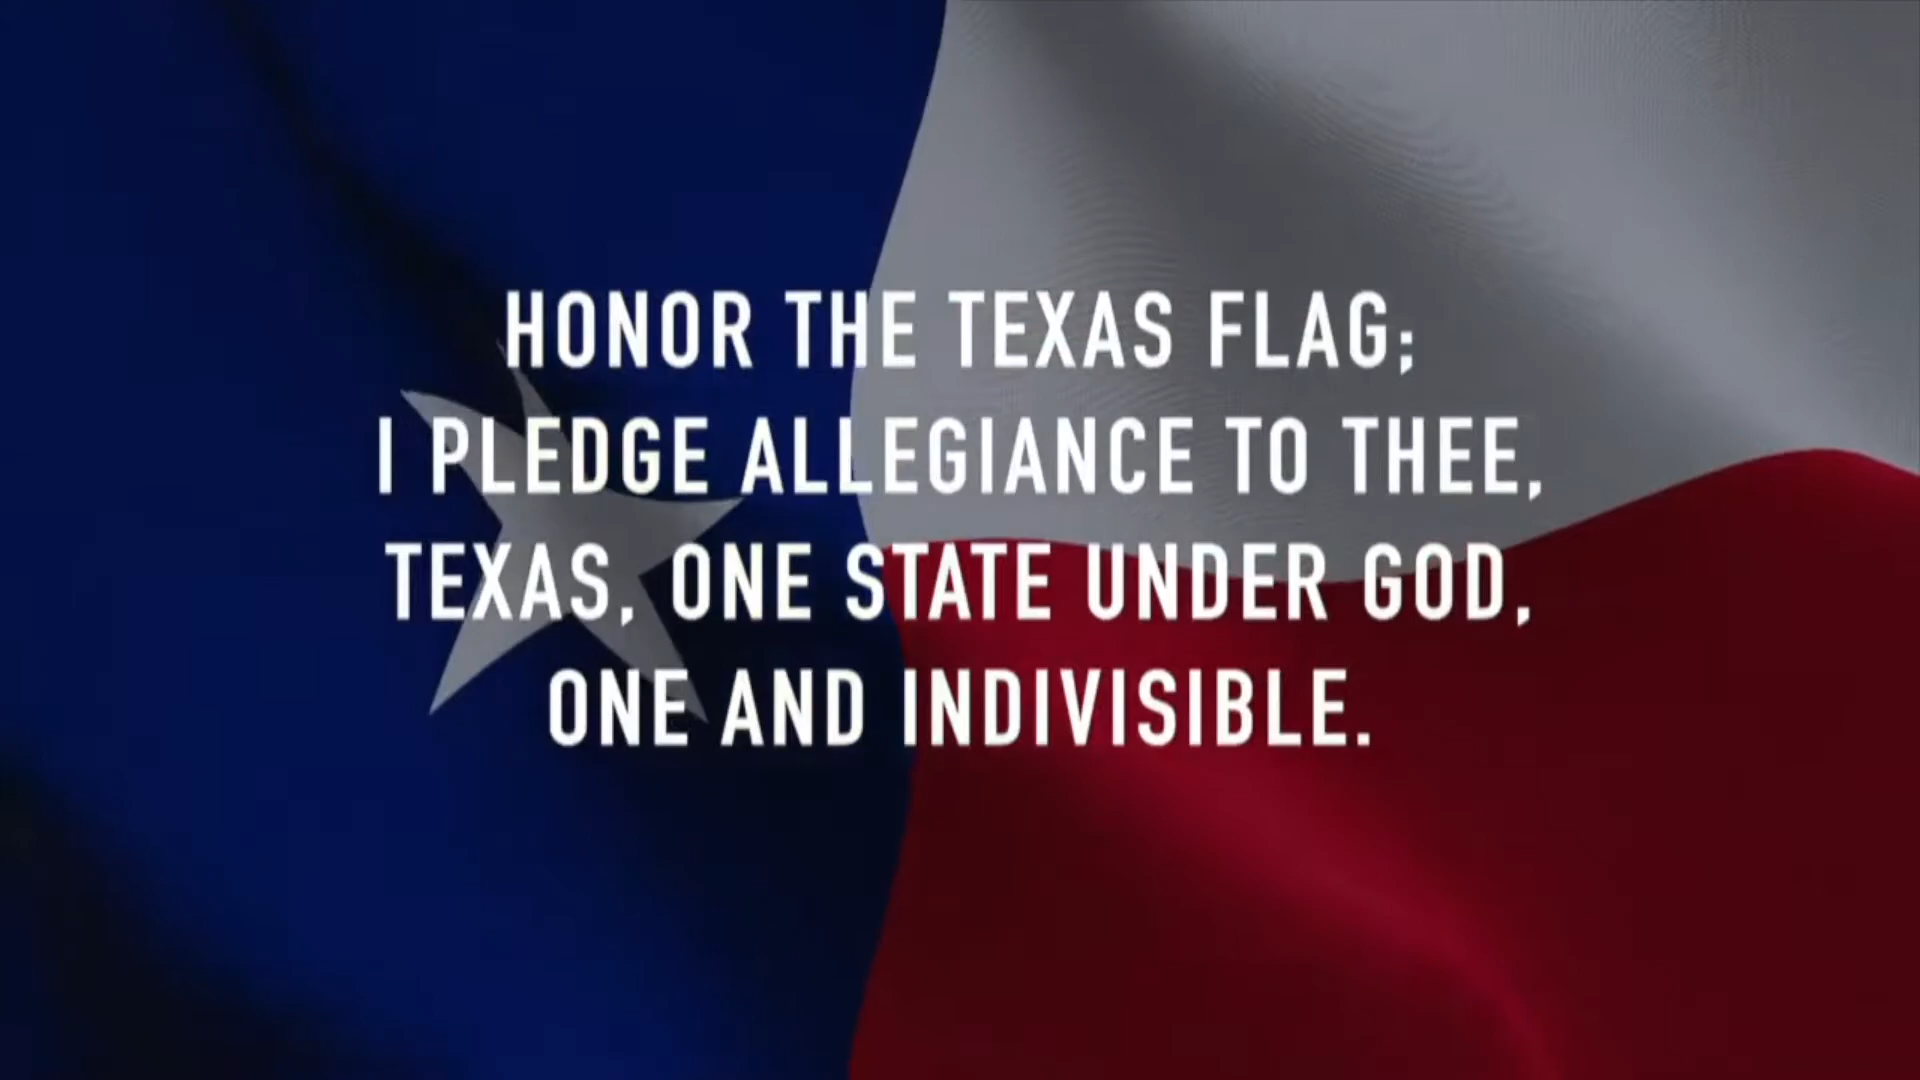 HONOR THE TEXAS FLAG;
I PLEDGE ALLEGIANCE TO THEE,
TEXAS, ONE STATE UNDER GOD,
ONE AND INDIVISIBLE.